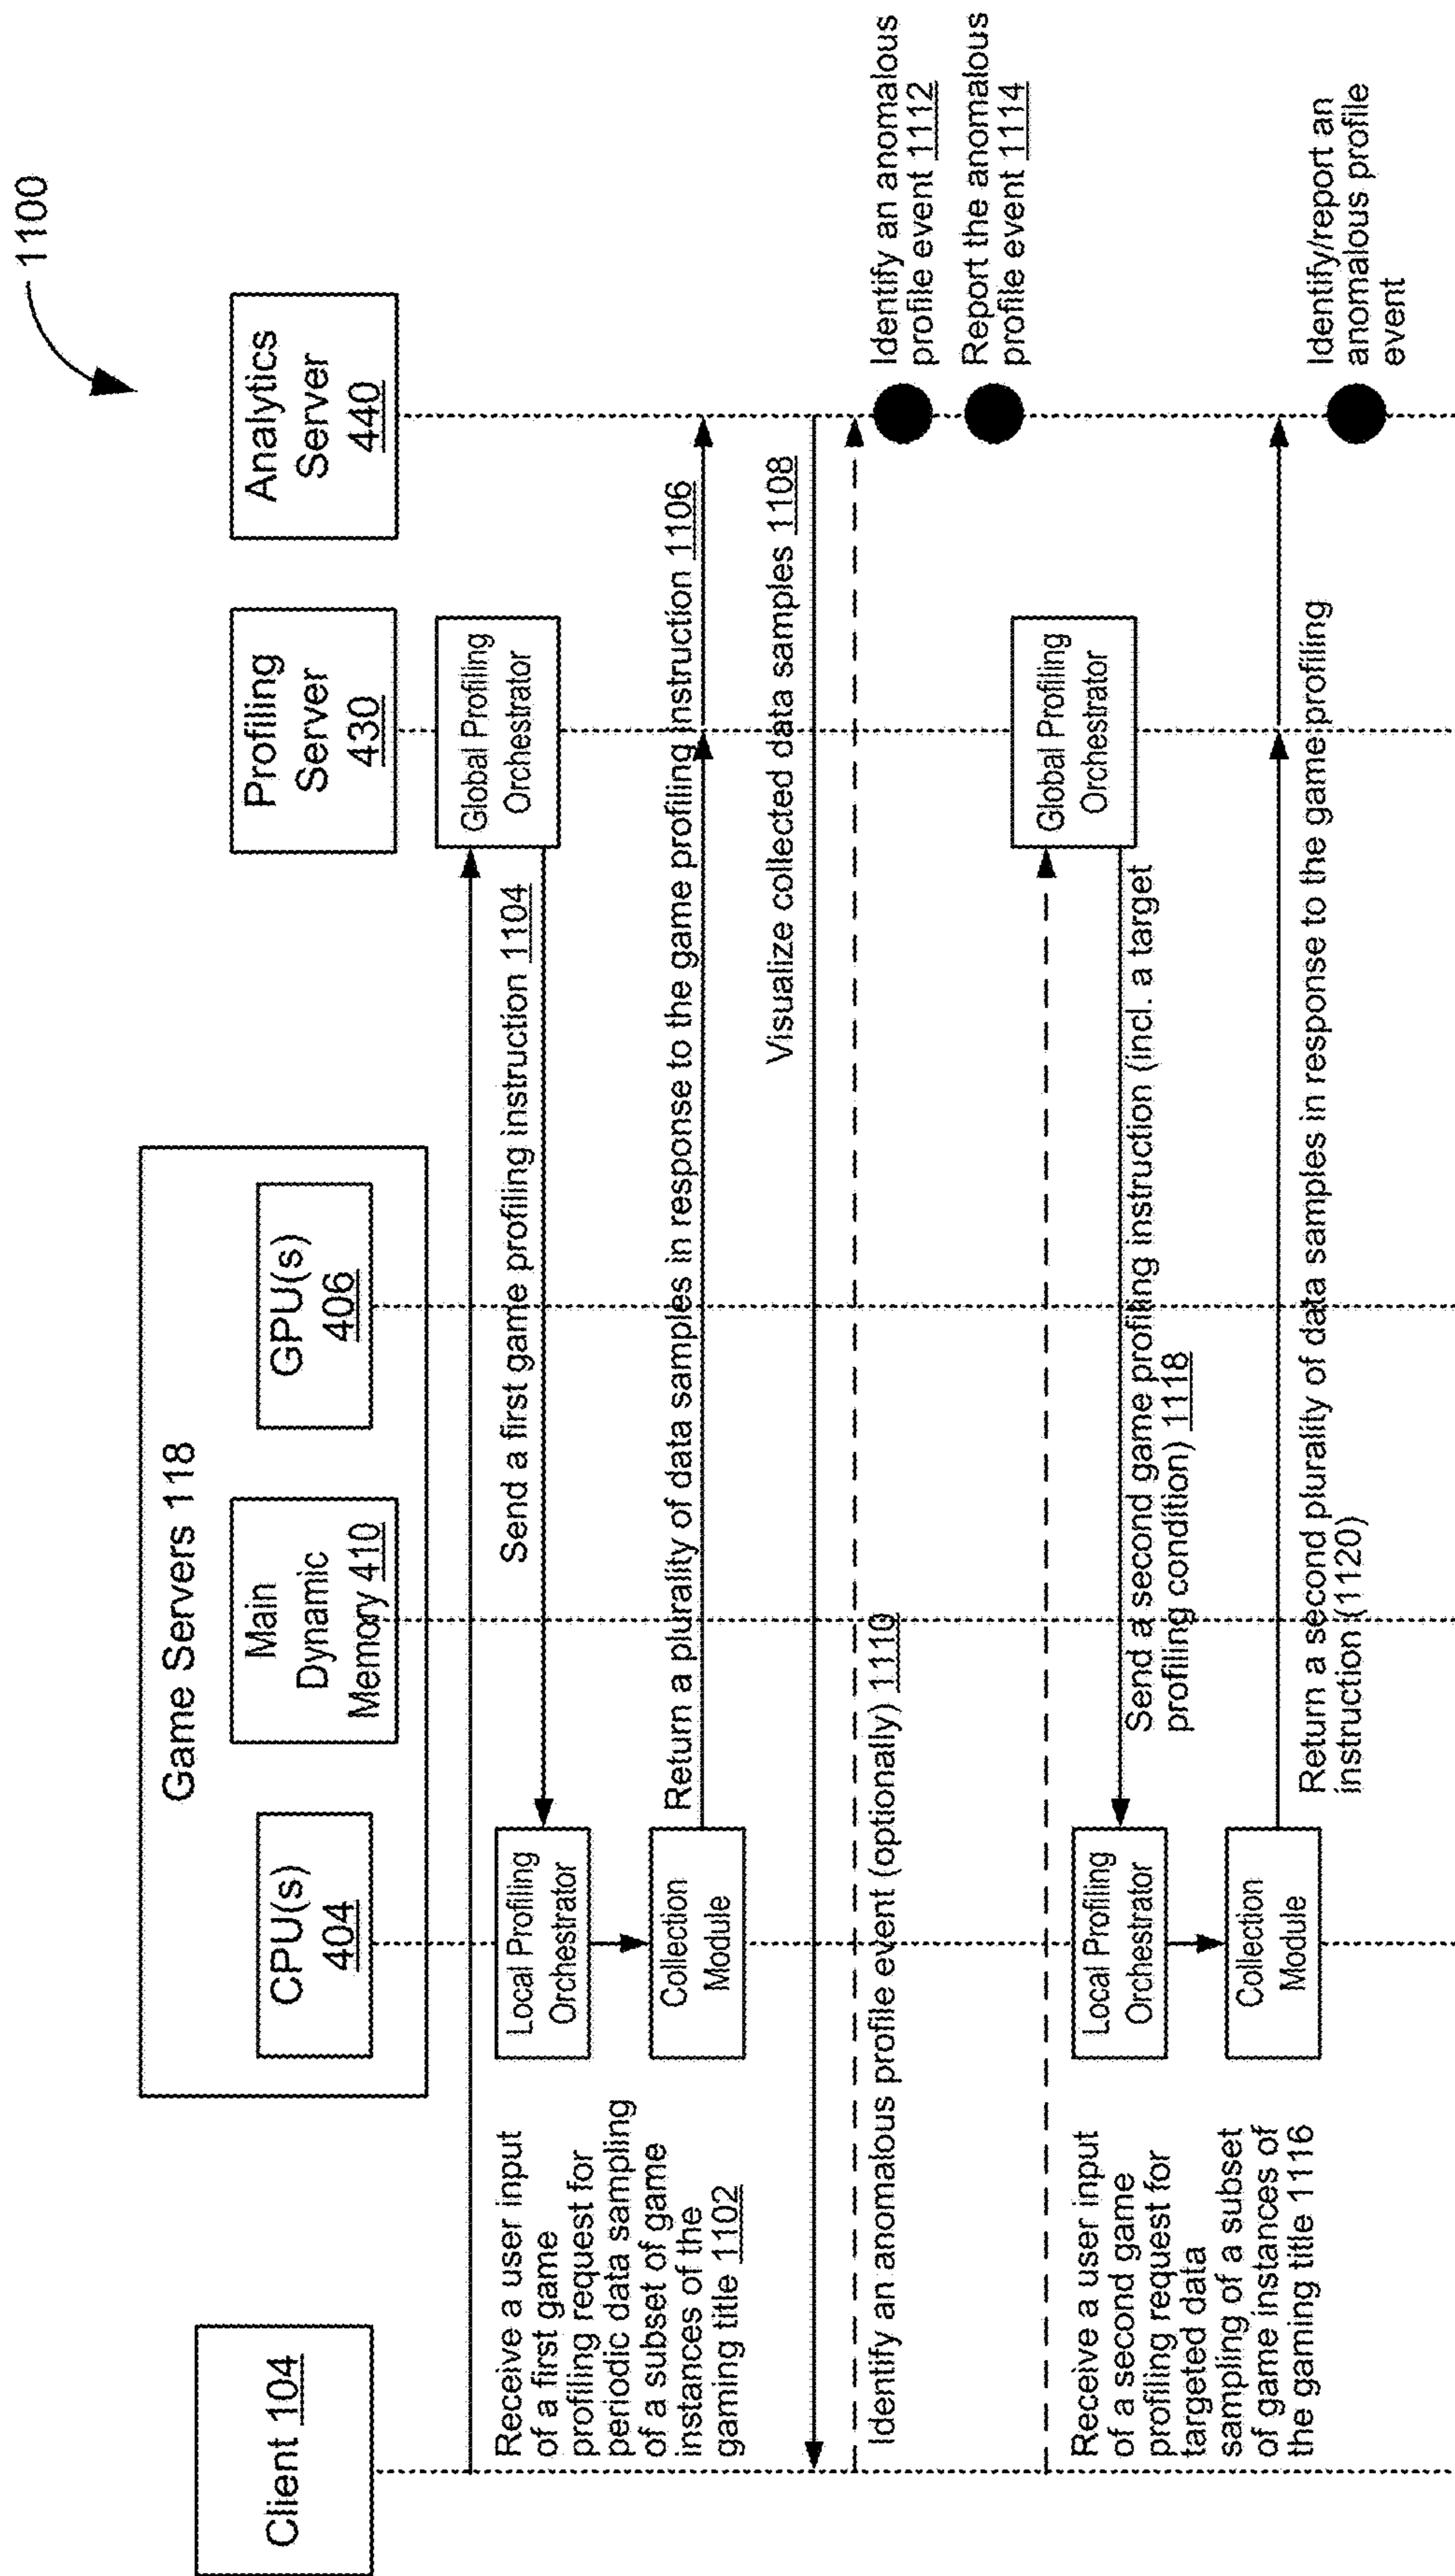 1100
Client 104
Game Servers 118
CPU(s)
404
Main
Dynamic
Memory 410
GPU(s)
406
Profiling
Server
430
Analytics
Server
440
Global Profiling
Orchestrator
Receive a user input
of a first game
profiling request for
periodic data sampling
of a subset of game
instances of the
gaming title 1102
Local Profiling
Orchestrator
Send a first game profiling instruction 1104
Collection
Module
Return a plurality of data samples in response to the game profiling instruction 1106
Visualize collected data samples 1108
Identify an anomalous profile event (optionally) 1110
Identify an anomalous
profile event 1112
Report the anomalous
profile event 1114
Global Profiling
Orchestrator
Receive a user input
of a second game
profiling request for
targeted data
sampling of a subset
of game instances of
the gaming title 1116
Local Profiling
Orchestrator
Send a second game profiling instruction (incl. a target
profiling condition) 1118
Collection
Module
Return a second plurality of data samples in response to the game profiling
instruction (1120)
Identify/report an
anomalous profile
event